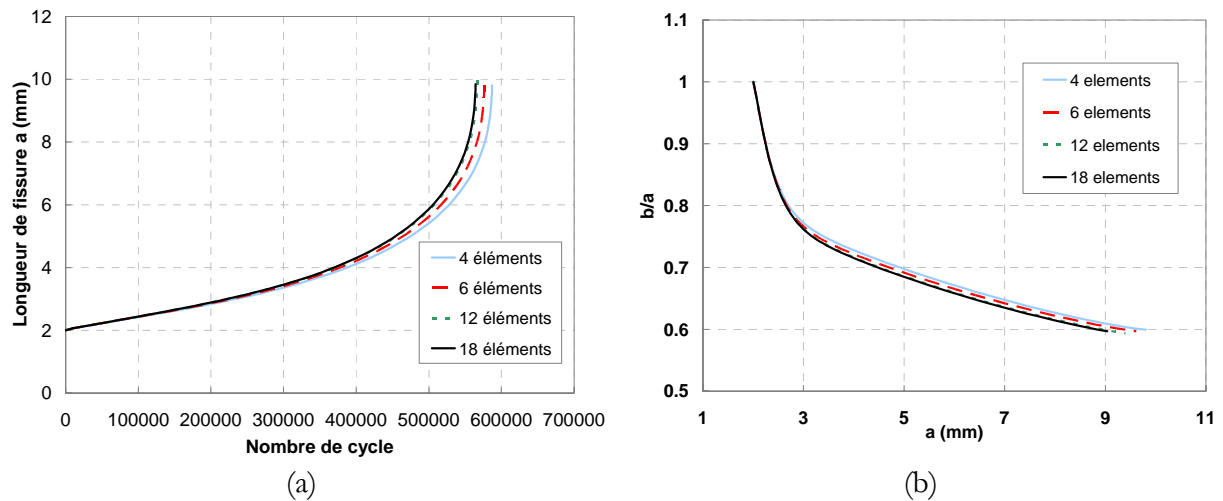 12
10
8
6
4
2
0
Longueur de fissure a (mm)
0 100000 200000 300000 400000 500000 600000 700000
Nombre de cycle
4 éléments
6 éléments
12 éléments
18 éléments
(a)
1.1
1
0.9
0.8
0.7
0.6
0.5
b/a
1 3 5 7 9 11
a (mm)
4 elements
6 elements
12 elements
18 elements
(b)